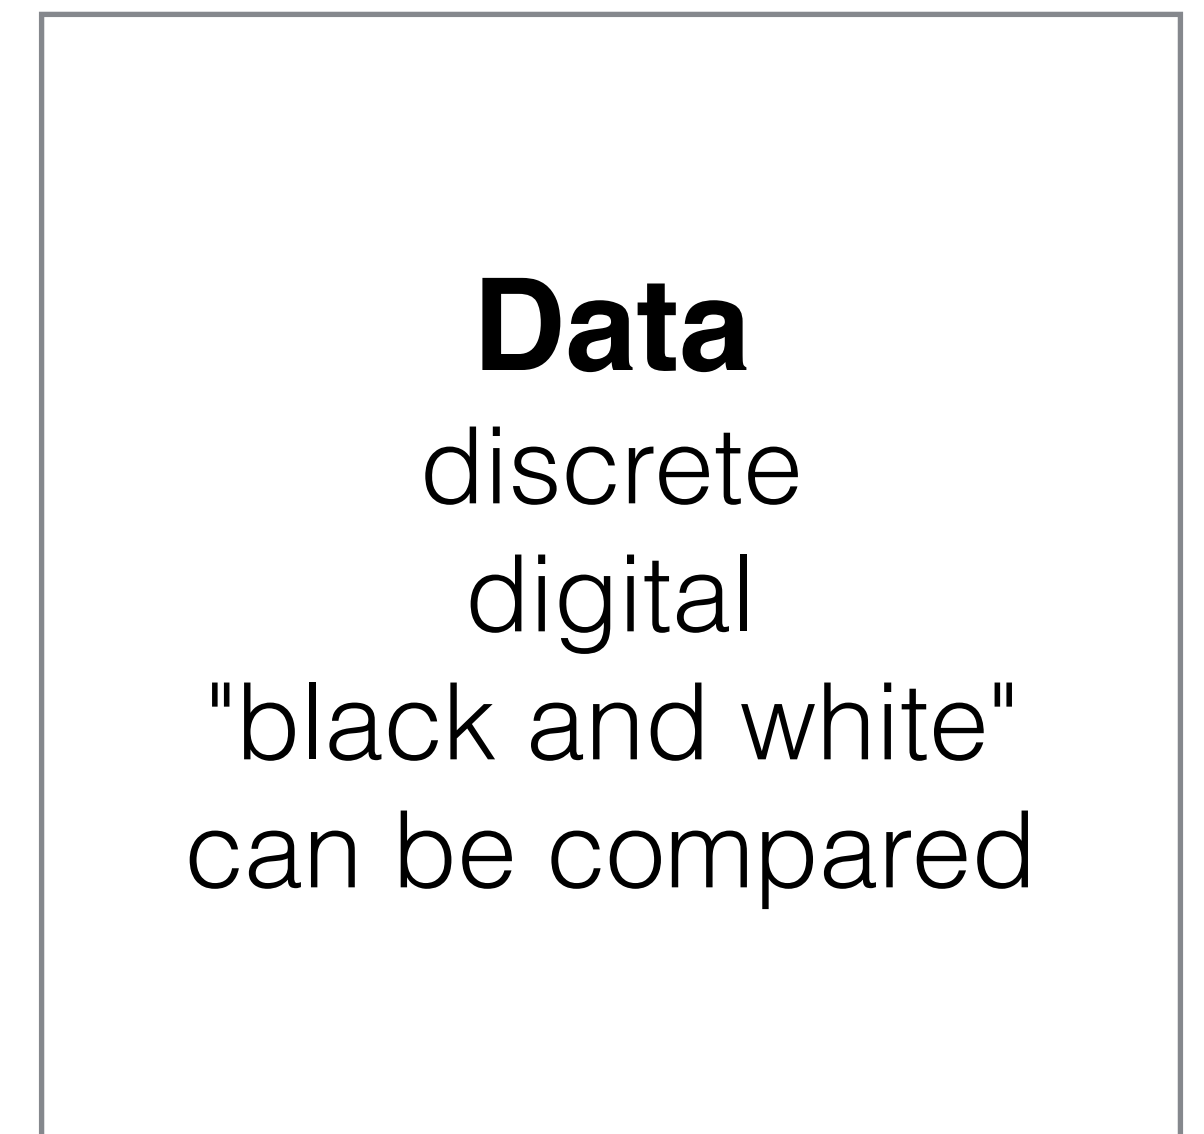 Data
discrete
digital
"black and white"
can be compared